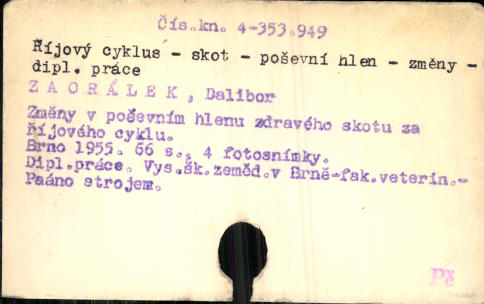 Čís.kn. 4-353.949
Říjový cyklus - skot - poševní hlen - změny -
dipl. práce
Z A O R Á L E K , Dalibor
Změny v poševním hlenu zdravého skotu za
říjového cyklu.
Brno 1955. 66 s., 4 fotosnímky.
Dipl.práce. Vys.šk.zeměd.v Brně-fak.veterin.-
Psáno strojem.
Pč